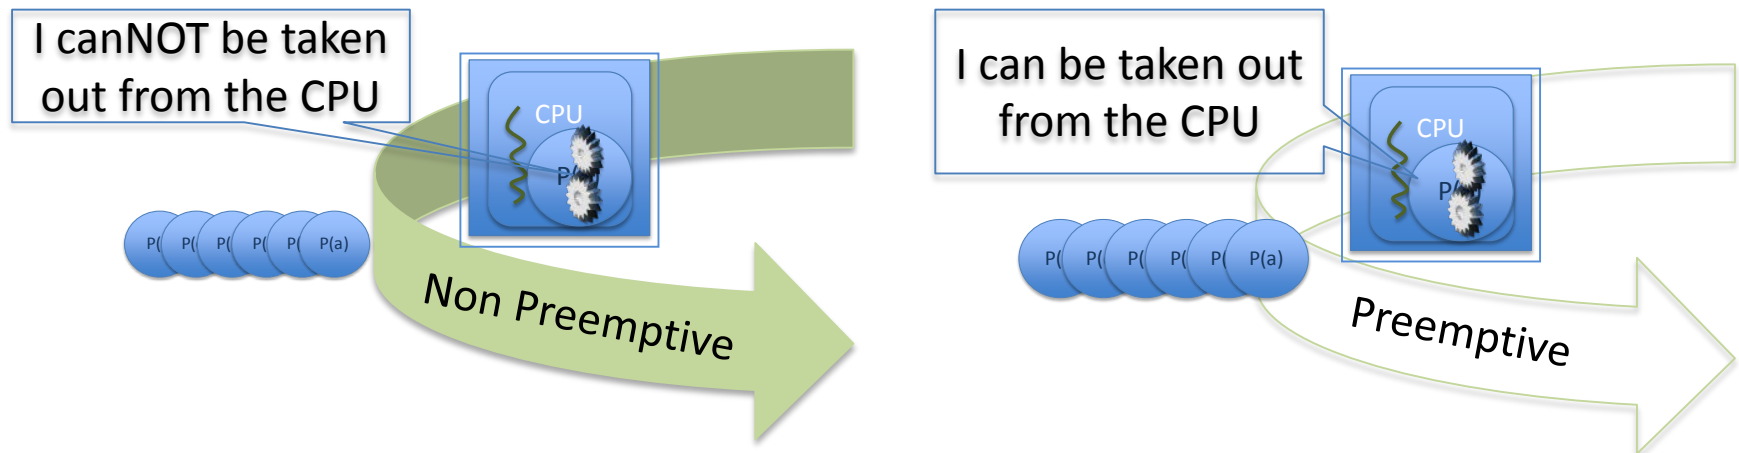 I canNOT be taken
out from the CPU
CPU
P(
P(
P(
P(
P(
P(
P(a)
Non Preemptive
I can be taken out
from the CPU
CPU
P(
P(
P(
P(
P(
P(
P(a)
Preemptive